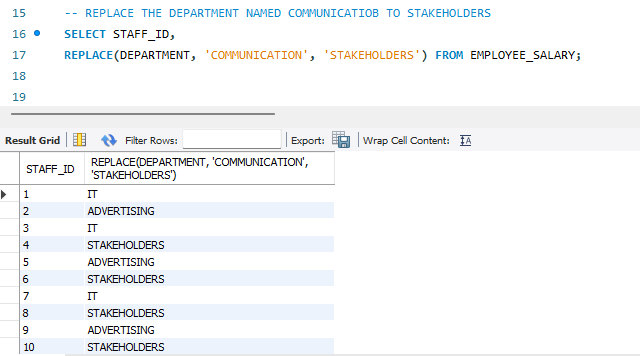 15 -- REPLACE THE DEPARTMENT NAMED COMMUNICATIOB TO STAKEHOLDERS
16 SELECT STAFF_ID,
17 REPLACE(DEPARTMENT, 'COMMUNICATION', 'STAKEHOLDERS') FROM EMPLOYEE_SALARY;
18
19
Result Grid Filter Rows: Export: Wrap Cell Content:
STAFF_ID REPLACE(DEPARTMENT, 'COMMUNICATION',
'STAKEHOLDERS')
1 IT
2 ADVERTISING
3 IT
4 STAKEHOLDERS
5 ADVERTISING
6 STAKEHOLDERS
7 IT
8 STAKEHOLDERS
9 ADVERTISING
10 STAKEHOLDERS